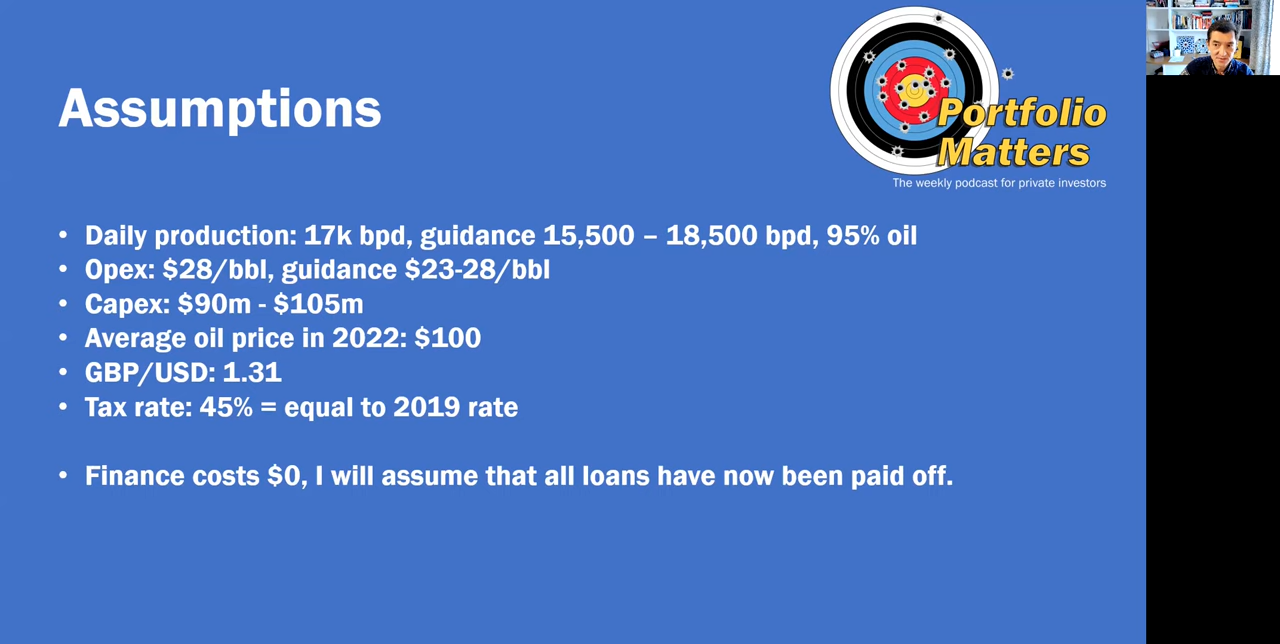 Assumptions
Portfolio
Matters
The weekly podcast for private investors
• Daily production: 17k bpd, guidance 15,500 – 18,500 bpd, 95% oil
• Opex: $28/bbl, guidance $23-28/bbl
• Capex: $90m - $105m
• Average oil price in 2022: $100
• GBP/USD: 1.31
• Tax rate: 45% = equal to 2019 rate
• Finance costs $0, I will assume that all loans have now been paid off.